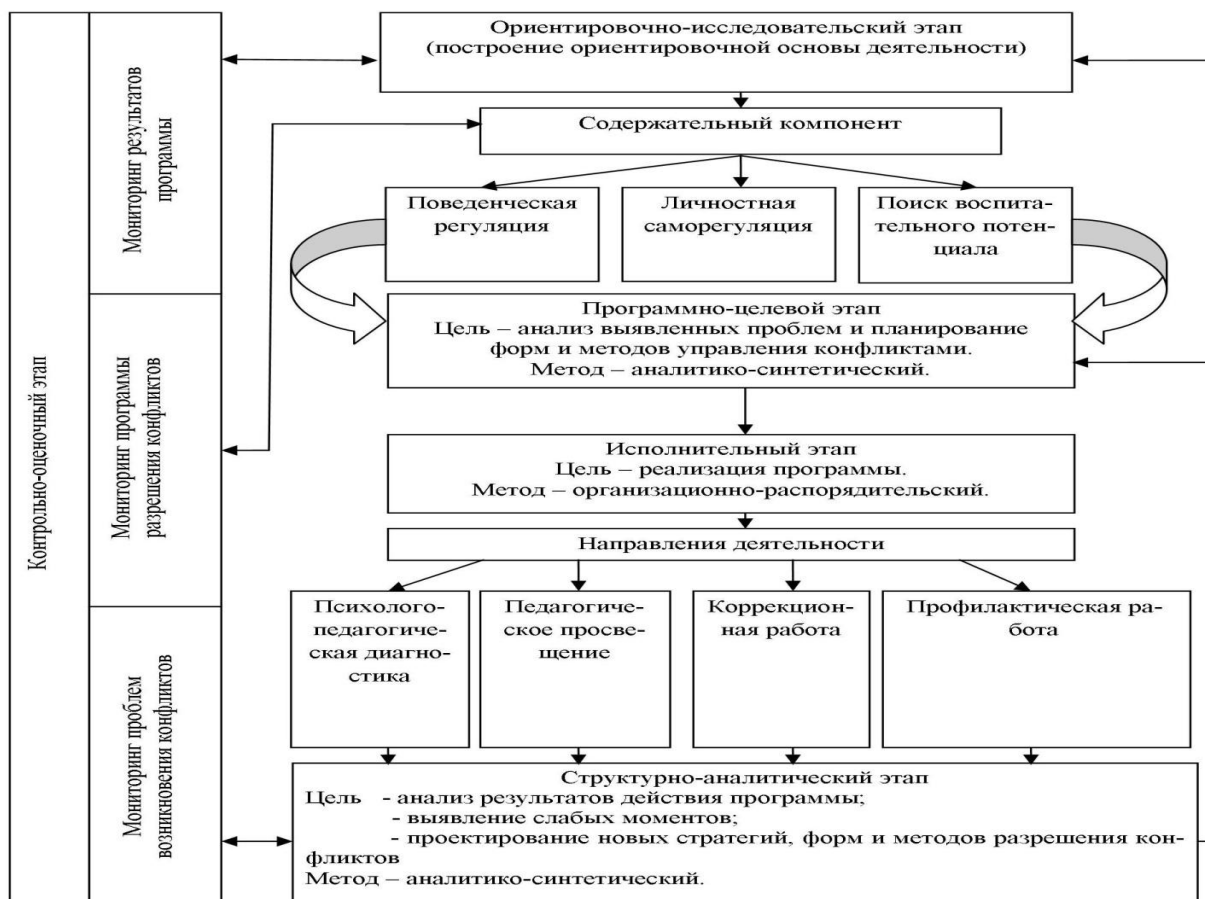 Ориентировочно-исследовательский этап
(построение ориентировочной основы деятельности)
Содержательный компонент
Поведенческая
регуляция
Личностная
саморегуляция
Поиск воспита-
тельного потен-
циала
Программно-целевой этап
Цель – анализ выявленных проблем и планирование
форм и методов управления конфликтами.
Метод – аналитико-синтетический.
Исполнительный этап
Цель – реализация программы.
Метод – организационно-распорядительский.
Направления деятельности
Психолого-
педагогиче-
ская диагно-
стика
Педагогиче-
ское просве-
щение
Коррекцион-
ная работа
Профилактическая ра-
бота
Структурно-аналитический этап
Цель - анализ результатов действия программы;
- выявление слабых моментов;
- проектирование новых стратегий, форм и методов разрешения кон-
фликтов
Метод – аналитико-синтетический.
Контрольно-оценочный этап
Мониторинг результатов
программы
Мониторинг программы
разрешения конфликтов
Мониторинг проблем
возникновения конфликтов